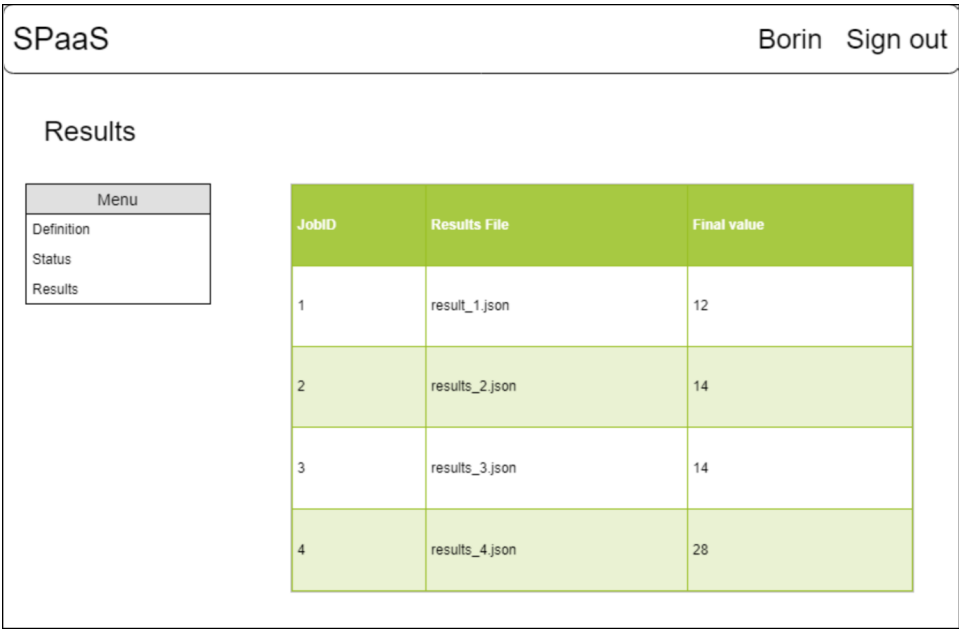 SPaaS Borin Sign out
Results
Menu
Definition
Status
Results
JobID Results File Final value
1 result_1.json 12
2 results_2.json 14
3 results_3.json 14
4 results_4.json 28